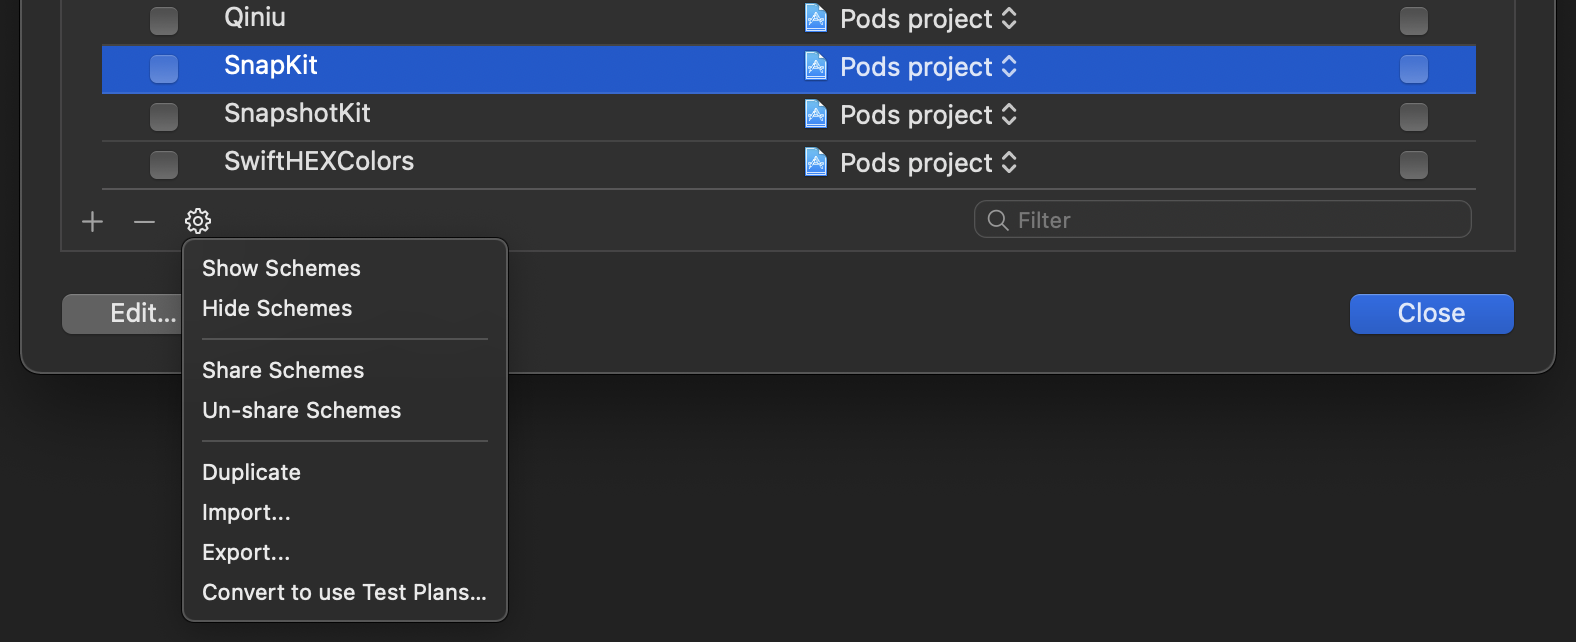 Qiniu Pods project
SnapKit Pods project
SnapshotKit Pods project
SwiftHEXColors Pods project
Filter
Show Schemes
Hide Schemes
Edit...
Close
Share Schemes
Un-share Schemes
Duplicate
Import...
Export...
Convert to use Test Plans...